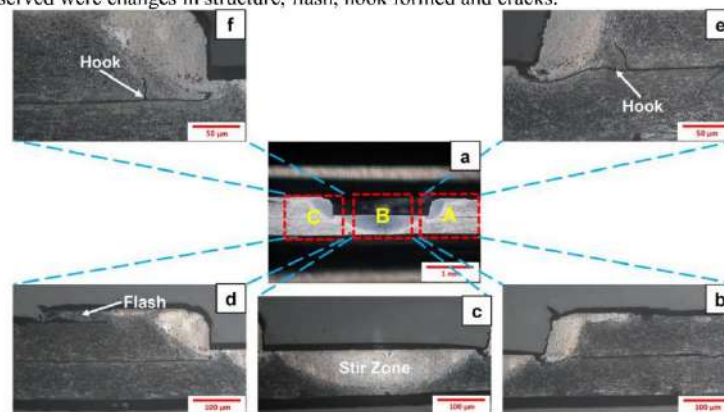 served were changes in structure, flash, hook formed and cracks.
f
Hook
50 µm
e
Hook
50 µm
a
C
B
A
1 mm
d
Flash
100 µm
c
Stir Zone
100 µm
b
100 µm